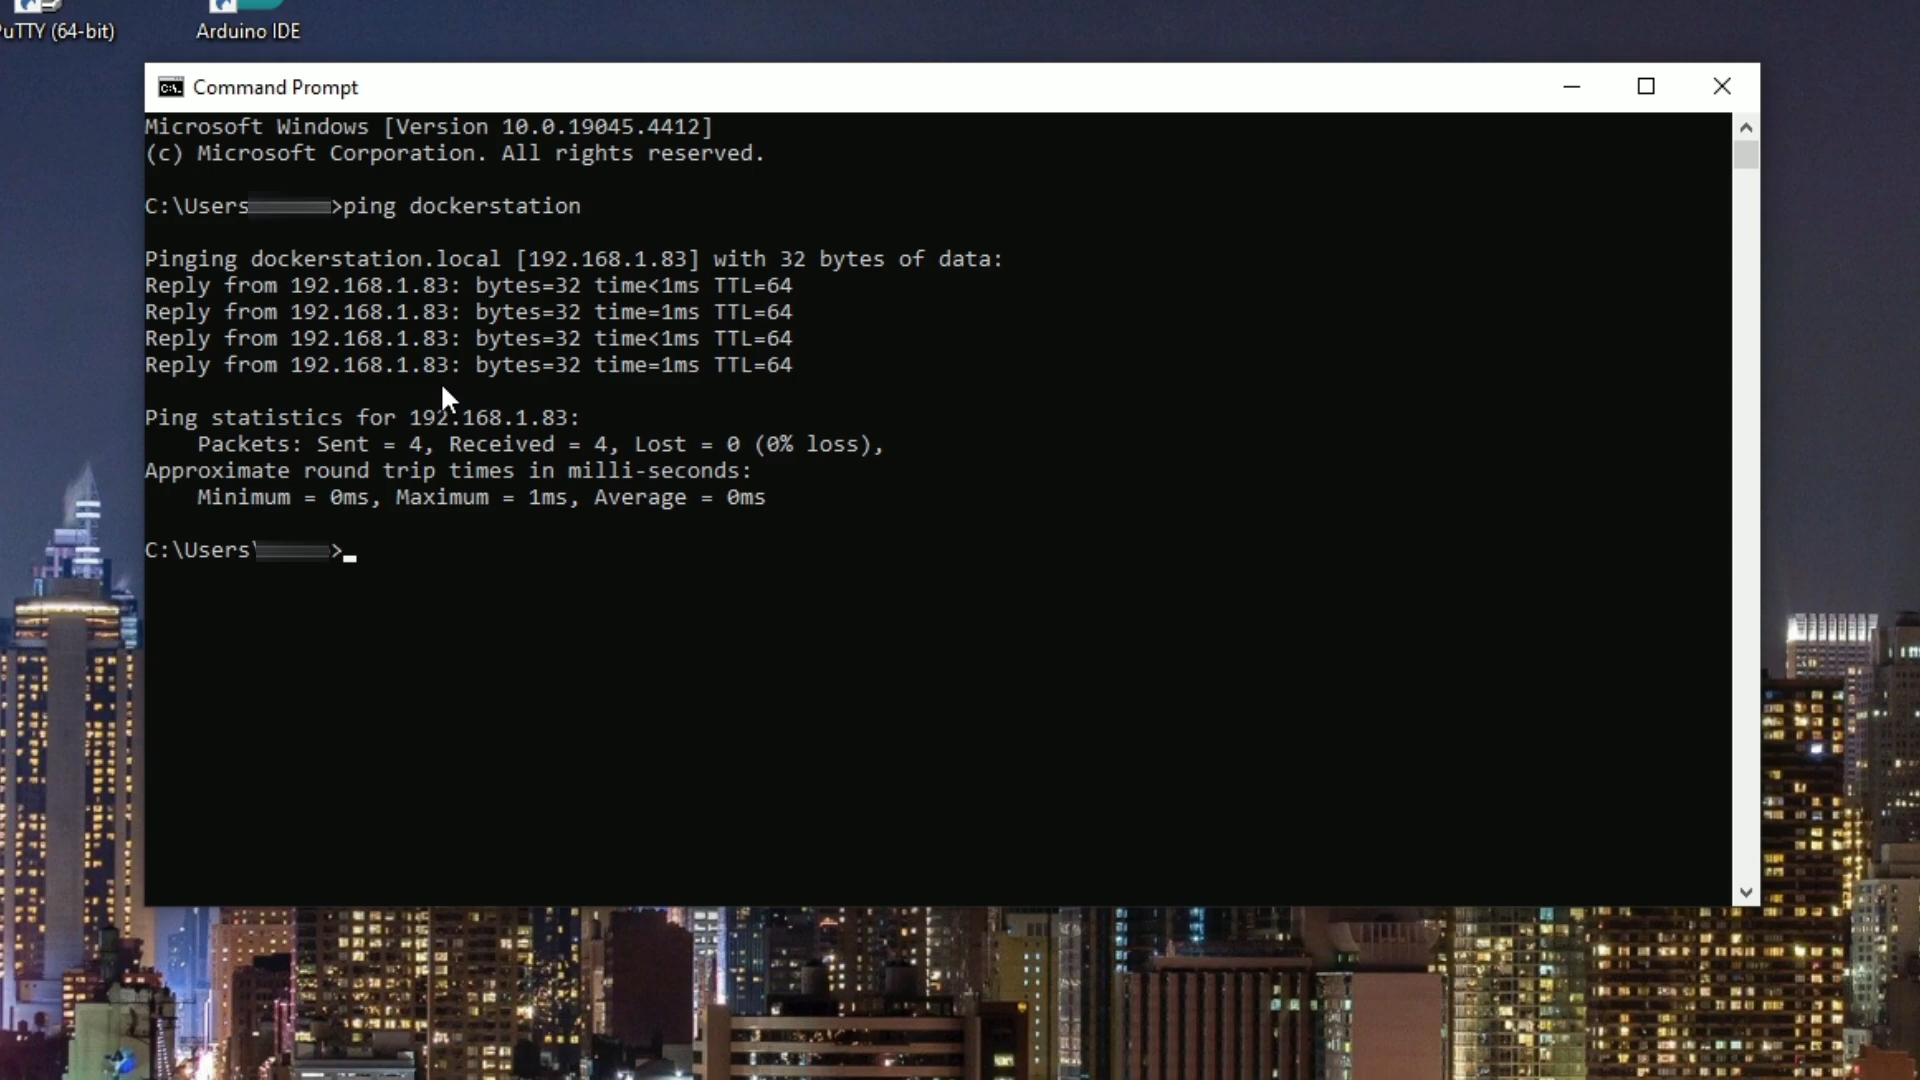 PuTTY (64-bit)
Arduino IDE
Command Prompt
Microsoft Windows [Version 10.0.19045.4412]
(c) Microsoft Corporation. All rights reserved.
C:\Users >ping dockerstation
Pinging dockerstation.local [192.168.1.83] with 32 bytes of data:
Reply from 192.168.1.83: bytes=32 time<1ms TTL=64
Reply from 192.168.1.83: bytes=32 time=1ms TTL=64
Reply from 192.168.1.83: bytes=32 time<1ms TTL=64
Reply from 192.168.1.83: bytes=32 time=1ms TTL=64
Ping statistics for 192.168.1.83:
Packets: Sent = 4, Received = 4, Lost = 0 (0% loss),
Approximate round trip times in milli-seconds:
Minimum = 0ms, Maximum = 1ms, Average = 0ms
C:\Users\ >